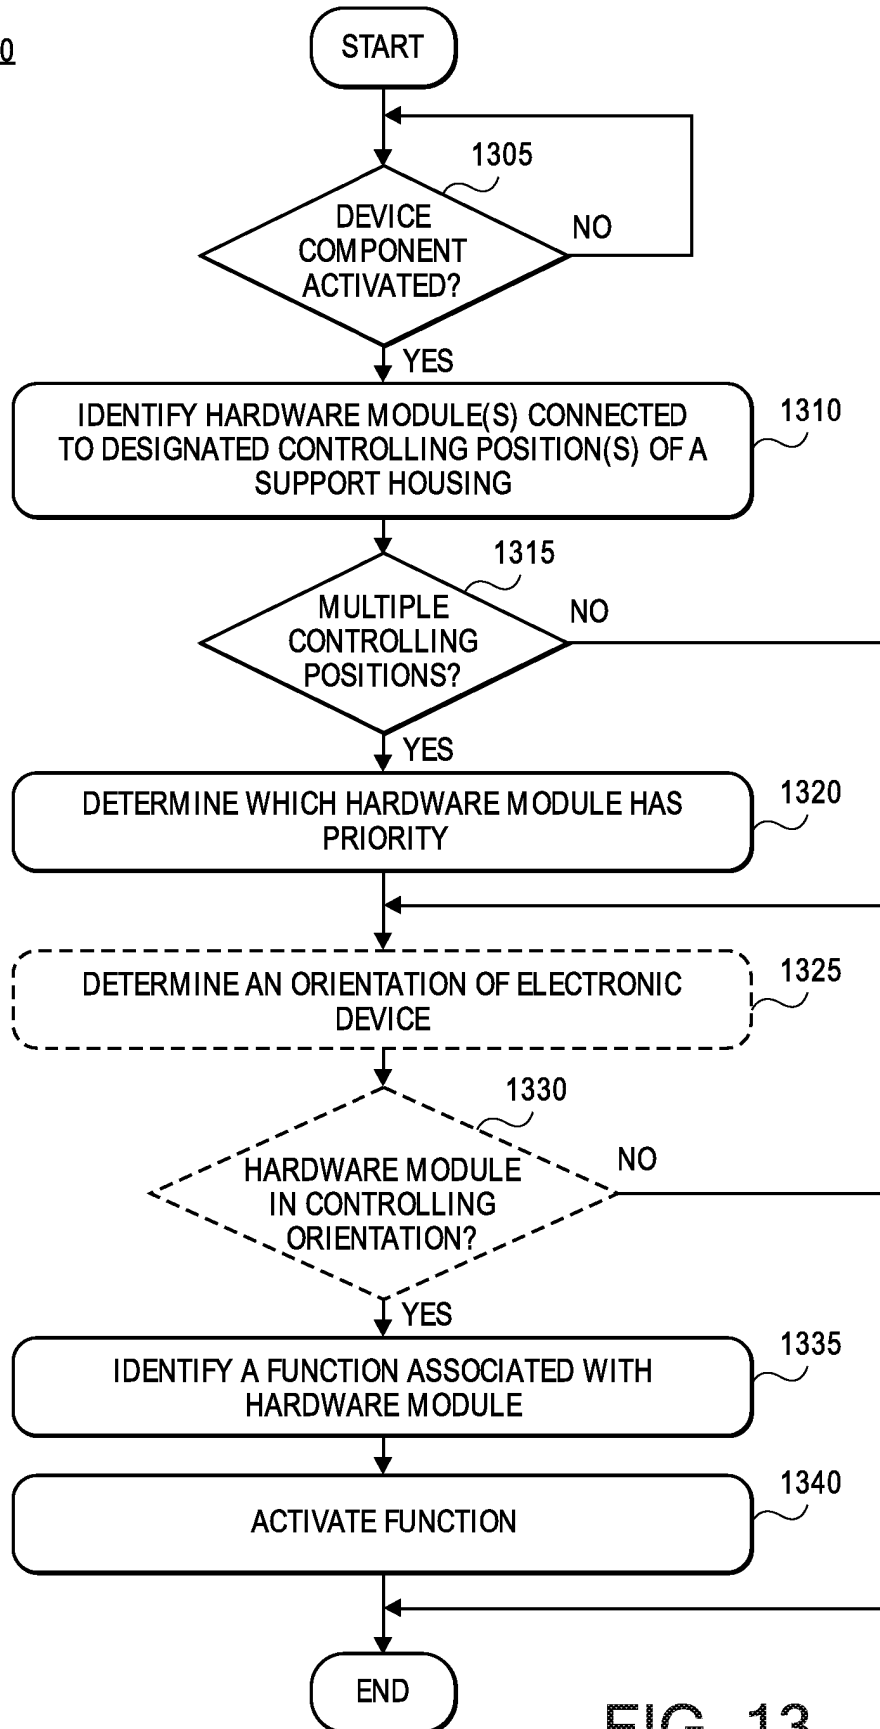 0
START
1305
DEVICE
COMPONENT
ACTIVATED?
NO
YES
IDENTIFY HARDWARE MODULE(S) CONNECTED
TO DESIGNATED CONTROLLING POSITION(S) OF A
SUPPORT HOUSING
1310
1315
MULTIPLE
CONTROLLING
POSITIONS?
NO
YES
DETERMINE WHICH HARDWARE MODULE HAS
PRIORITY
1320
DETERMINE AN ORIENTATION OF ELECTRONIC
DEVICE
1325
1330
HARDWARE MODULE
IN CONTROLLING
ORIENTATION?
NO
YES
IDENTIFY A FUNCTION ASSOCIATED WITH
HARDWARE MODULE
1335
ACTIVATE FUNCTION
1340
END
FIG. 13